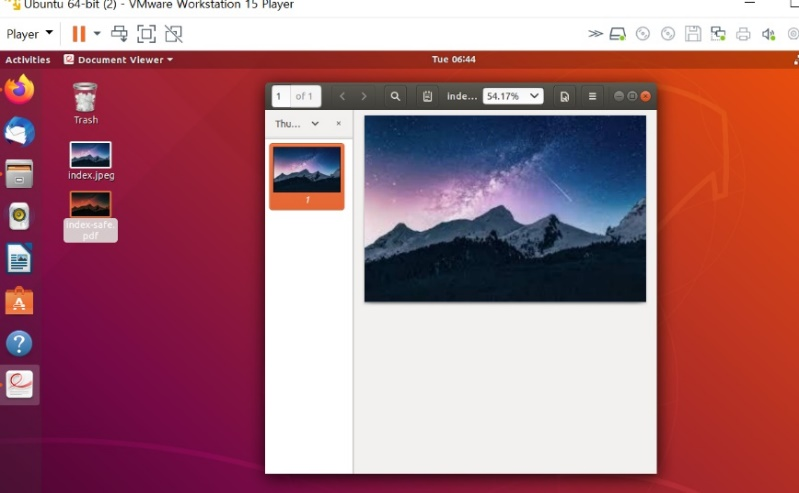 Ubuntu 64-bit (2) - VMware Workstation 15 Player
Player
Activities Document Viewer Tue 06:44
1 of 1 inde... 54.17%
Thu...
1
Trash
index.jpeg
index-safe.
pdf